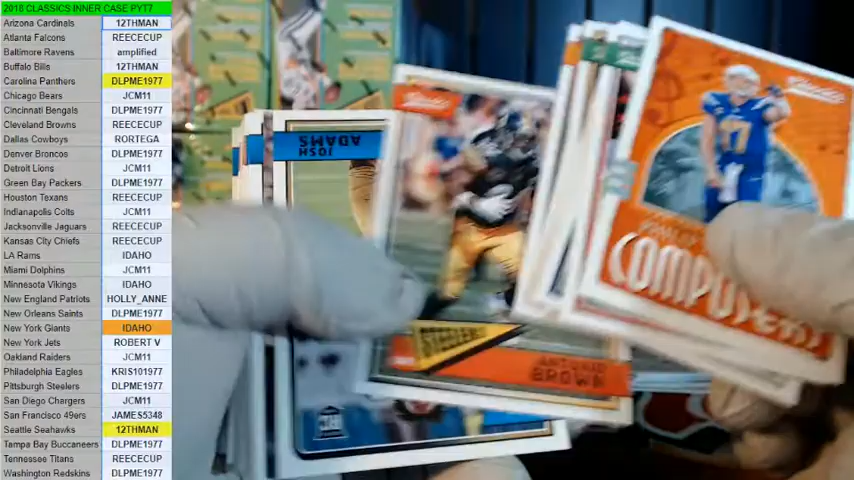 2018 CLASSICS INNER CASE PYT7
Arizona Cardinals 12THMAN
Atlanta Falcons REECECUP
Baltimore Ravens amplified
Buffalo Bills 12THMAN
Carolina Panthers DLPME1977
Chicago Bears JCM11
Cincinnati Bengals DLPME1977
Cleveland Browns REECECUP
Dallas Cowboys RORTEGA
Denver Broncos DLPME1977
Detroit Lions JCM11
Green Bay Packers DLPME1977
Houston Texans REECECUP
Indianapolis Colts JCM11
Jacksonville Jaguars REECECUP
Kansas City Chiefs REECECUP
LA Rams IDAHO
Miami Dolphins JCM11
Minnesota Vikings IDAHO
New England Patriots HOLLY_ANNE
New Orleans Saints DLPME1977
New York Giants IDAHO
New York Jets ROBERT V
Oakland Raiders JCM11
Philadelphia Eagles KRIS101977
Pittsburgh Steelers DLPME1977
San Diego Chargers JCM11
San Francisco 49ers JAMES5348
Seattle Seahawks 12THMAN
Tampa Bay Buccaneers DLPME1977
Tennessee Titans REECECUP
Washington Redskins DLPME1977
JOSH
ADAMS
Classics
STEELERS
ANTONIO
BROWN
Classics
17
COMPOSERS